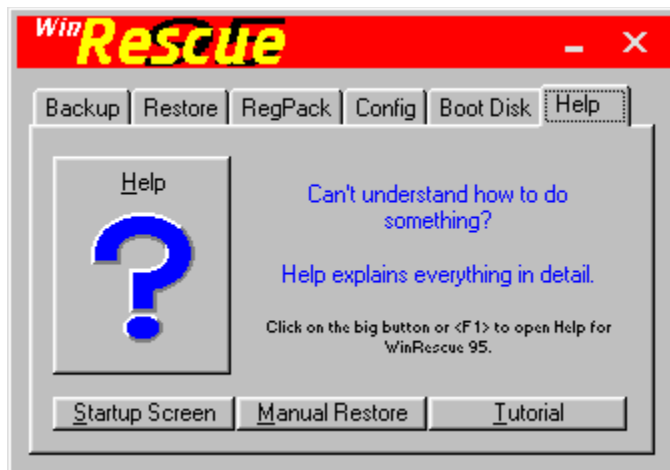 Win Rescue
Backup Restore RegPack Config Boot Disk Help
Help
?
Can't understand how to do
something?
Help explains everything in detail.
Click on the big button or <F1> to open Help for
WinRescue 95.
Startup Screen Manual Restore Tutorial